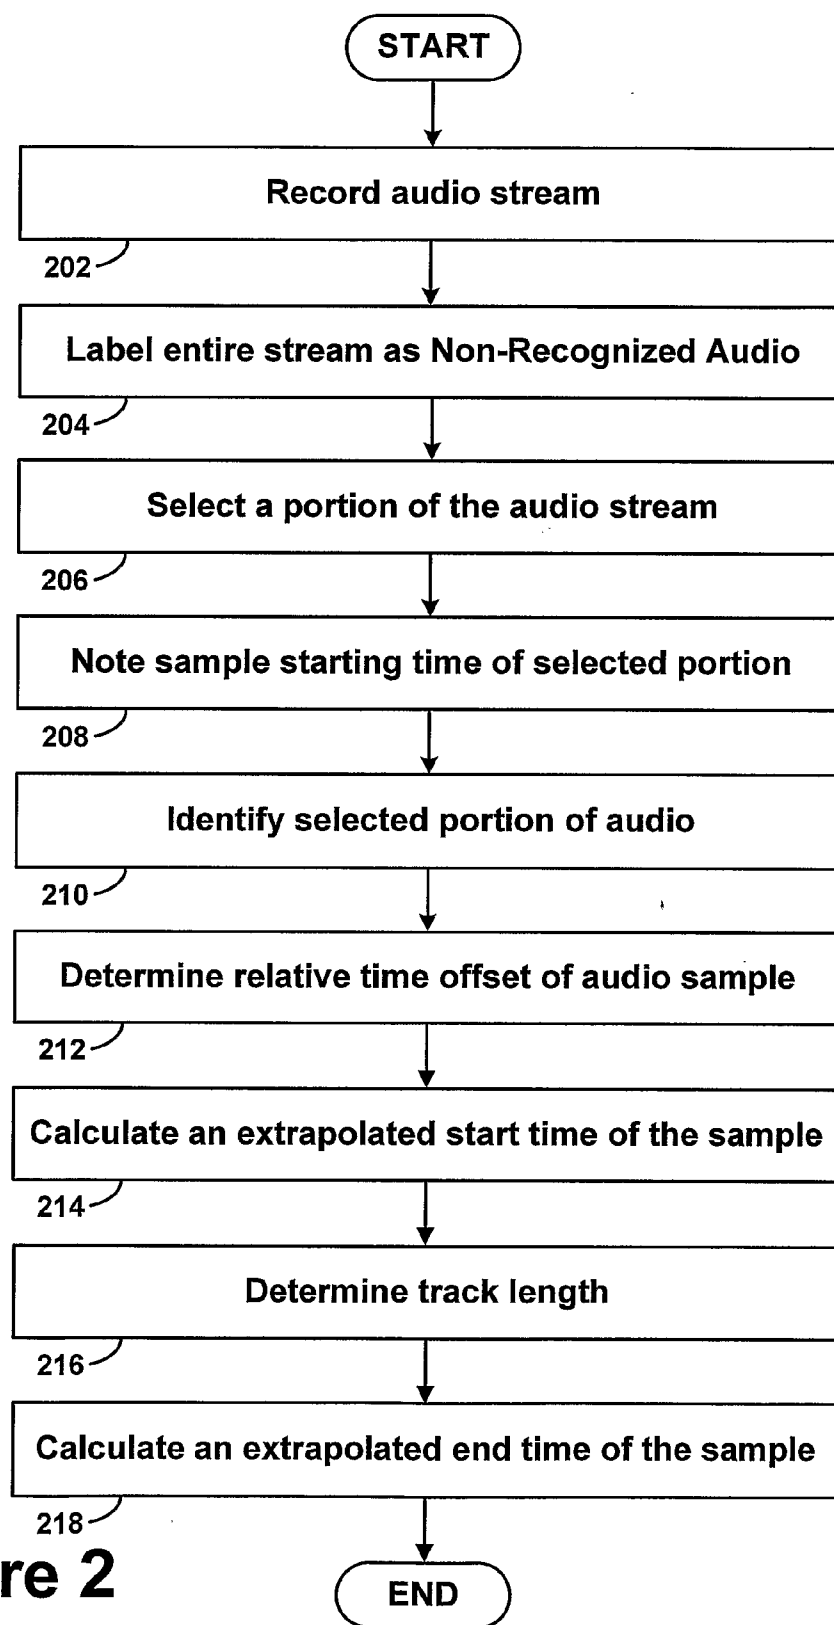 START
Record audio stream
202
Label entire stream as Non-Recognized Audio
204
Select a portion of the audio stream
206
Note sample starting time of selected portion
208
Identify selected portion of audio
210
Determine relative time offset of audio sample
212
Calculate an extrapolated start time of the sample
214
Determine track length
216
Calculate an extrapolated end time of the sample
218
re 2
END